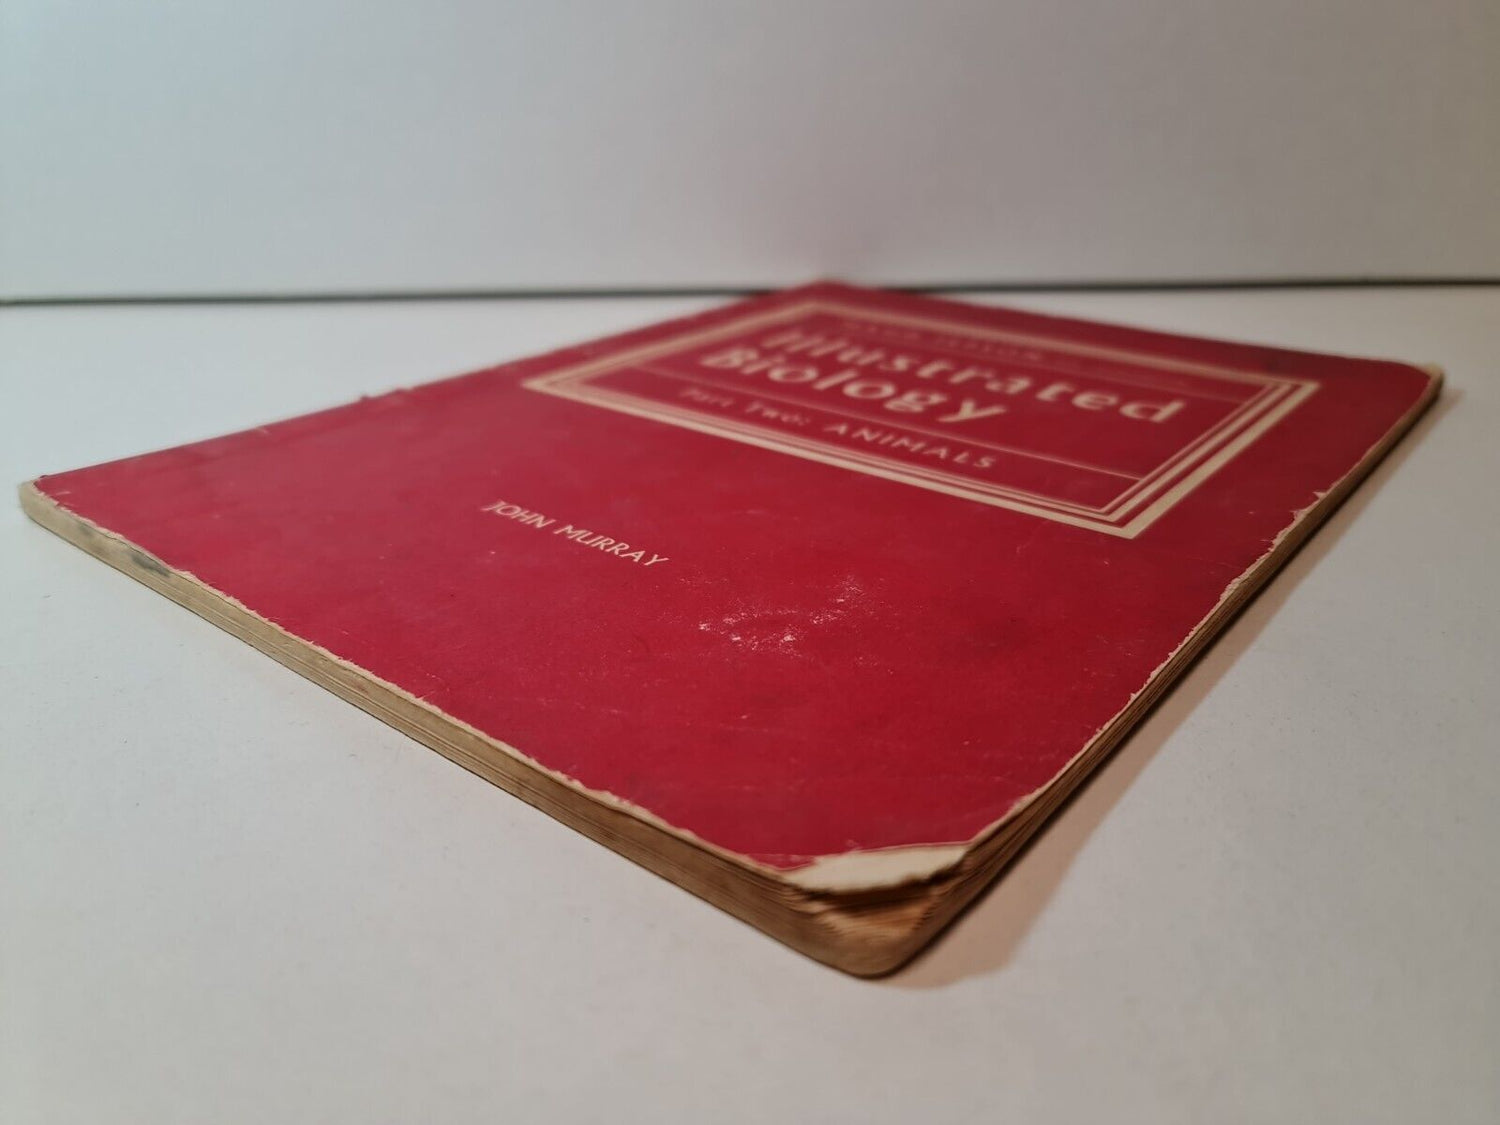 Illustrated
Biology
Part Two: ANIMALS
JOHN MURRAY